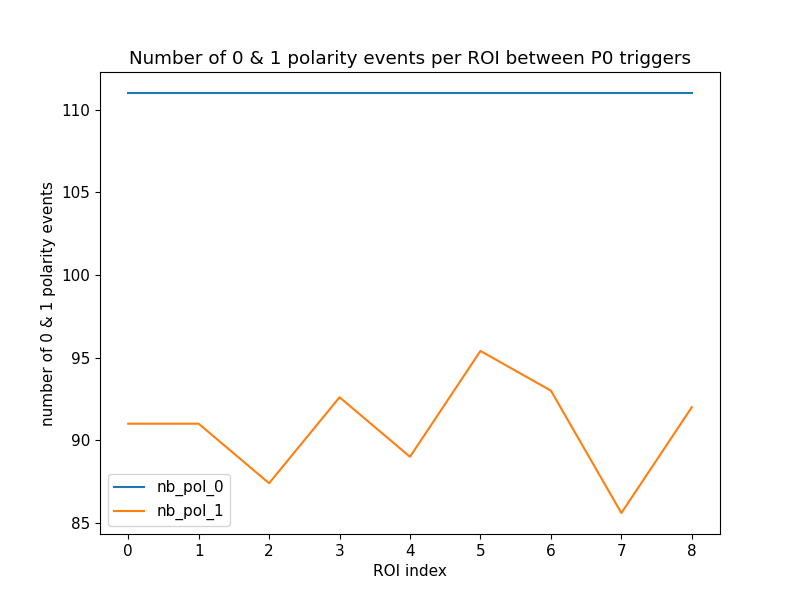 Number of 0 & 1 polarity events per ROI between P0 triggers
number of 0 & 1 polarity events
110
105
100
95
90
85
nb_pol_0
nb_pol_1
0 1 2 3 4 5 6 7 8
ROI index